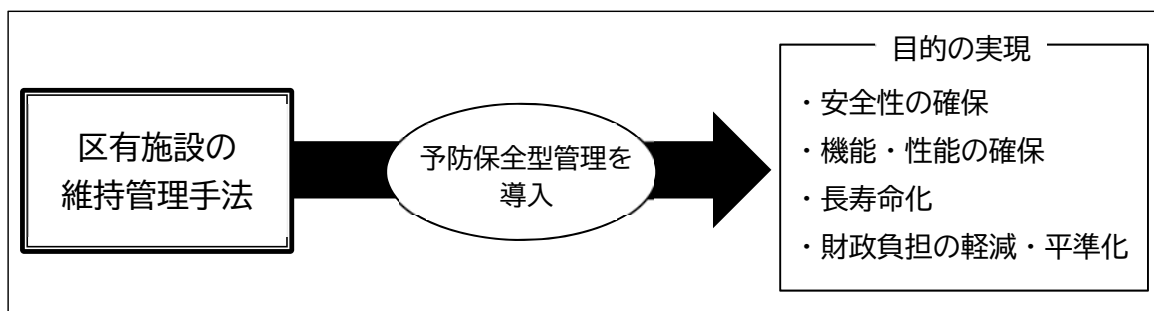 区有施設の
維持管理手法
予防保全型管理を
導入
目的の実現
・安全性の確保
・機能・性能の確保
・長寿命化
・財政負担の軽減・平準化